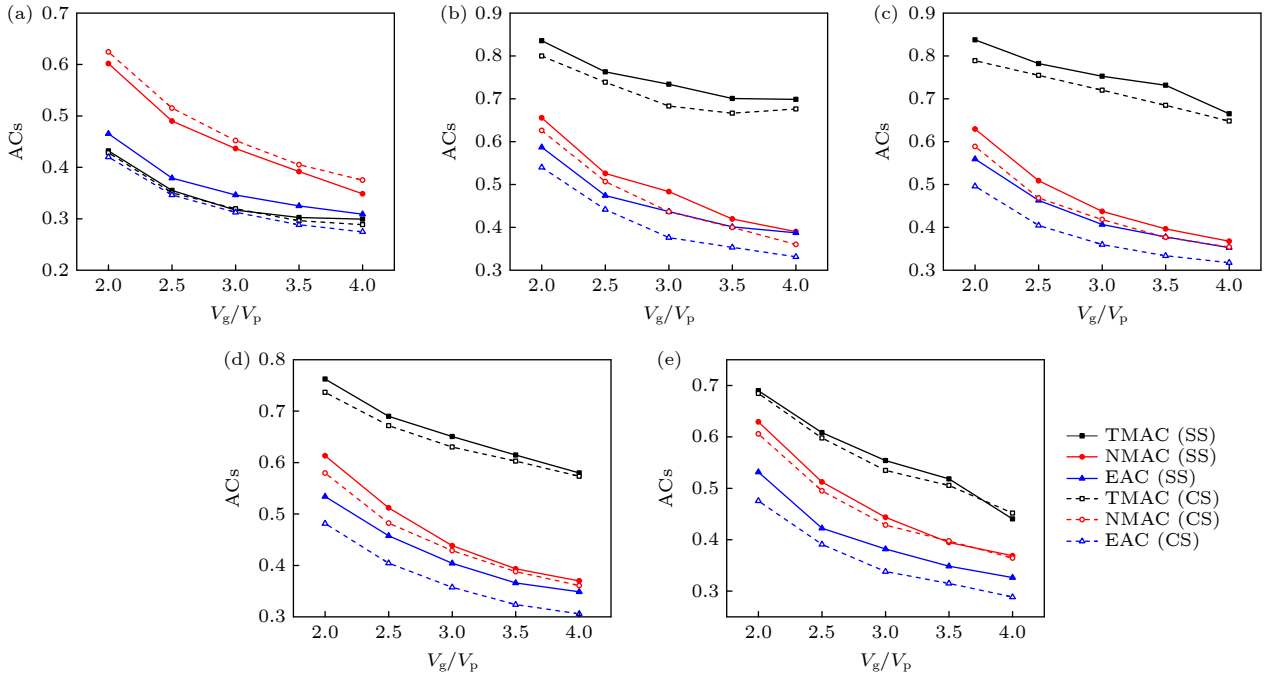 (a)
0.7
0.6
0.5
0.4
0.3
0.2
ACs
2.0 2.5 3.0 3.5 4.0
Vg/Vp
(b)
0.9
0.8
0.7
0.6
0.5
0.4
0.3
ACs
2.0 2.5 3.0 3.5 4.0
Vg/Vp
(c)
0.9
0.8
0.7
0.6
0.5
0.4
0.3
ACs
2.0 2.5 3.0 3.5 4.0
Vg/Vp
(d)
0.8
0.7
0.6
0.5
0.4
0.3
ACs
2.0 2.5 3.0 3.5 4.0
Vg/Vp
(e)
0.7
0.6
0.5
0.4
0.3
ACs
2.0 2.5 3.0 3.5 4.0
Vg/Vp
TMAC (SS)
NMAC (SS)
EAC (SS)
TMAC (CS)
NMAC (CS)
EAC (CS)